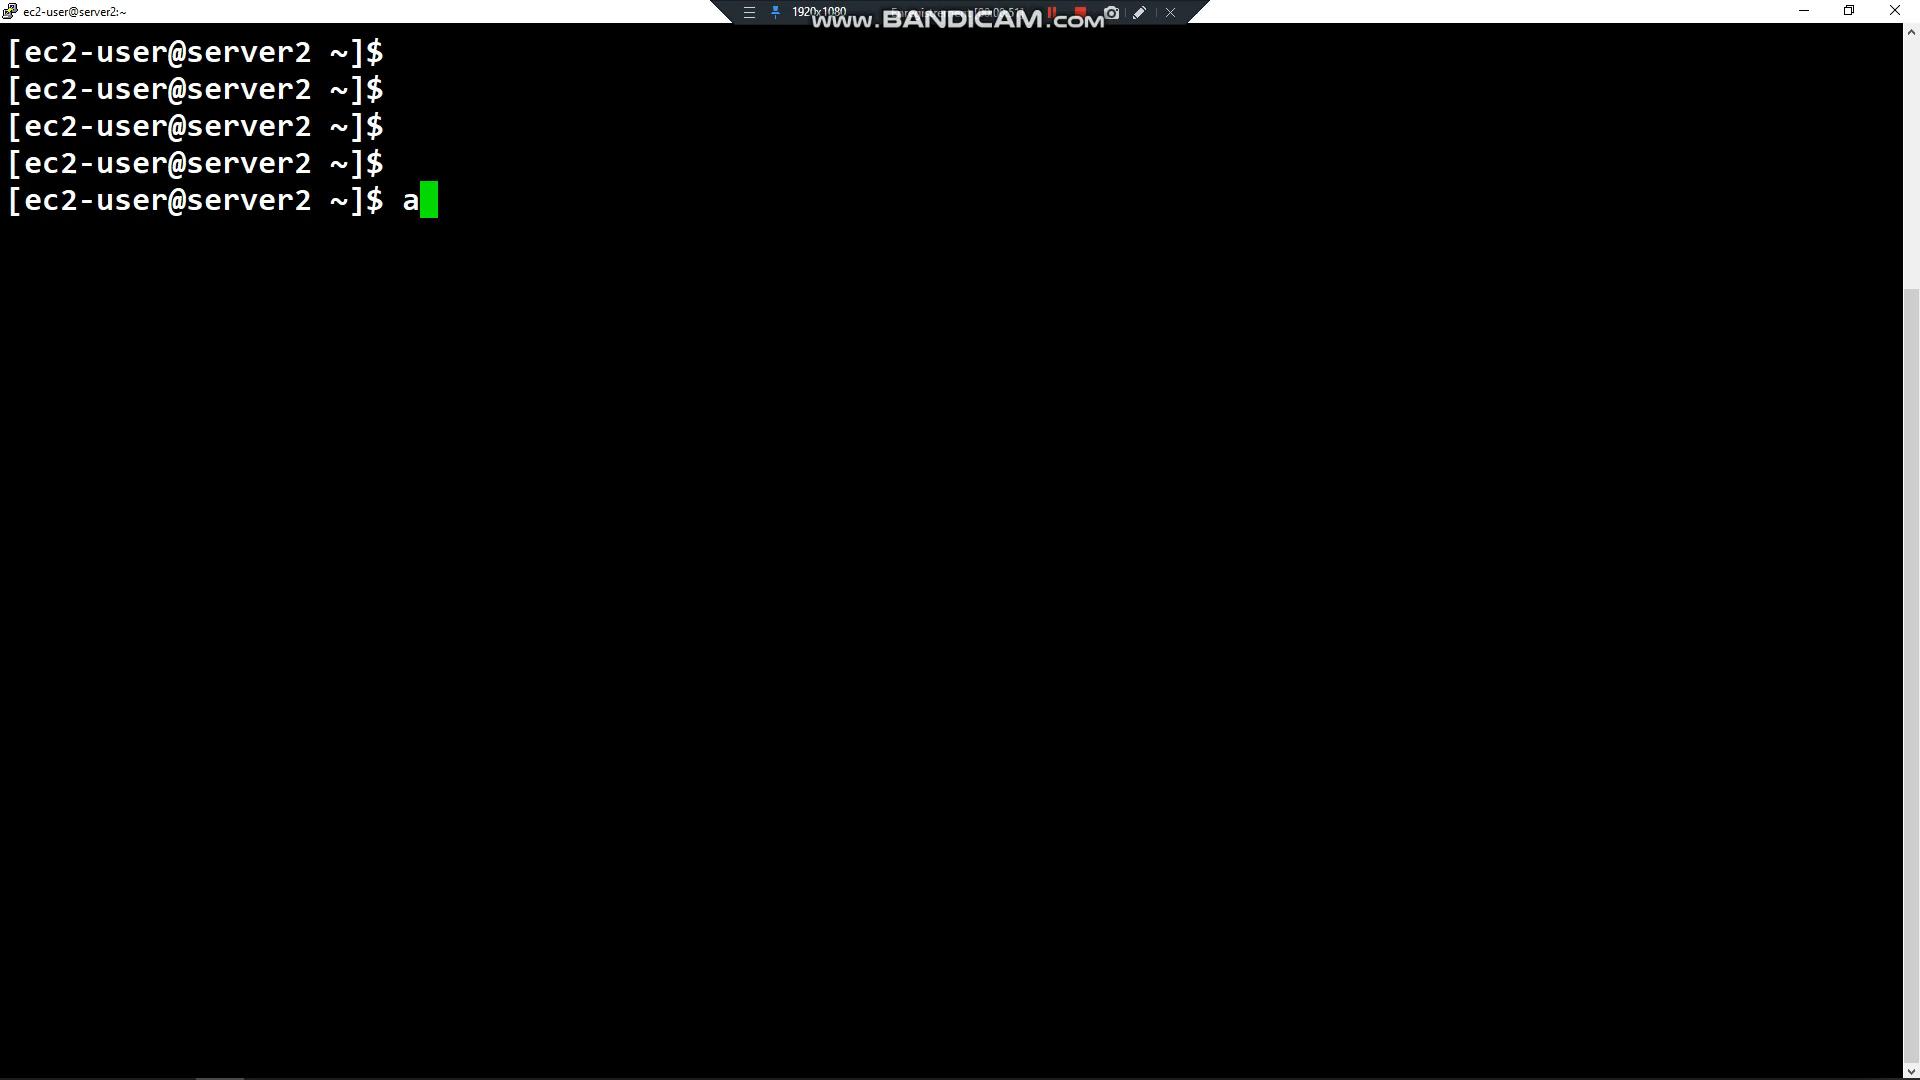 ec2-user@server2:~
1920x1080
www.BANDICAM.com
[ec2-user@server2 ~]$
[ec2-user@server2 ~]$
[ec2-user@server2 ~]$
[ec2-user@server2 ~]$
[ec2-user@server2 ~]$ a